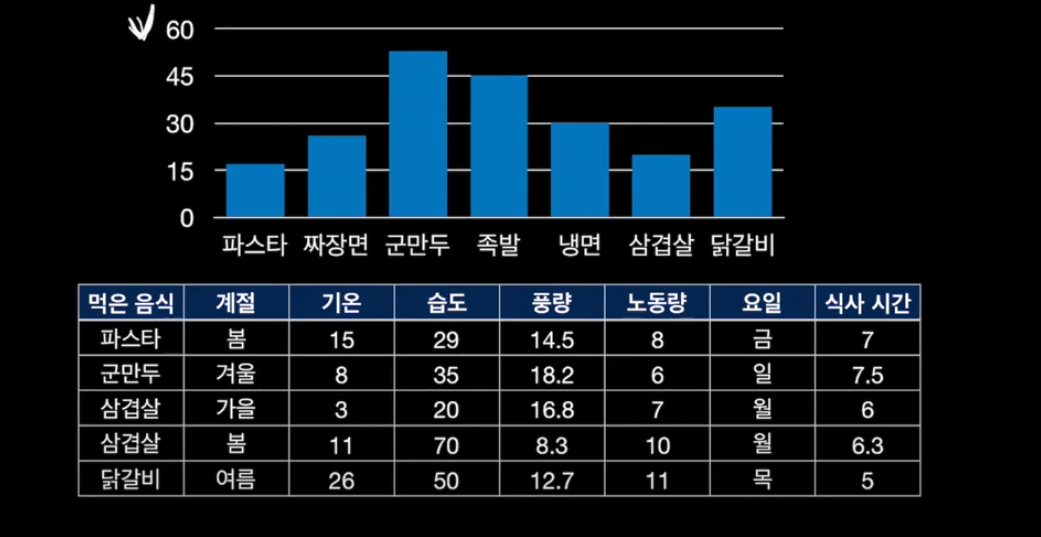 60
45
30
15
0
파스타 짜장면 군만두 족발 냉면 삼겹살 닭갈비
먹은 음식 계절 기온 습도 풍량 노동량 요일 식사 시간
파스타 봄 15 29 14.5 8 금 7
군만두 겨울 8 35 18.2 6 일 7.5
삼겹살 가을 3 20 16.8 7 월 6
삼겹살 봄 11 70 8.3 10 월 6.3
닭갈비 여름 26 50 12.7 11 목 5